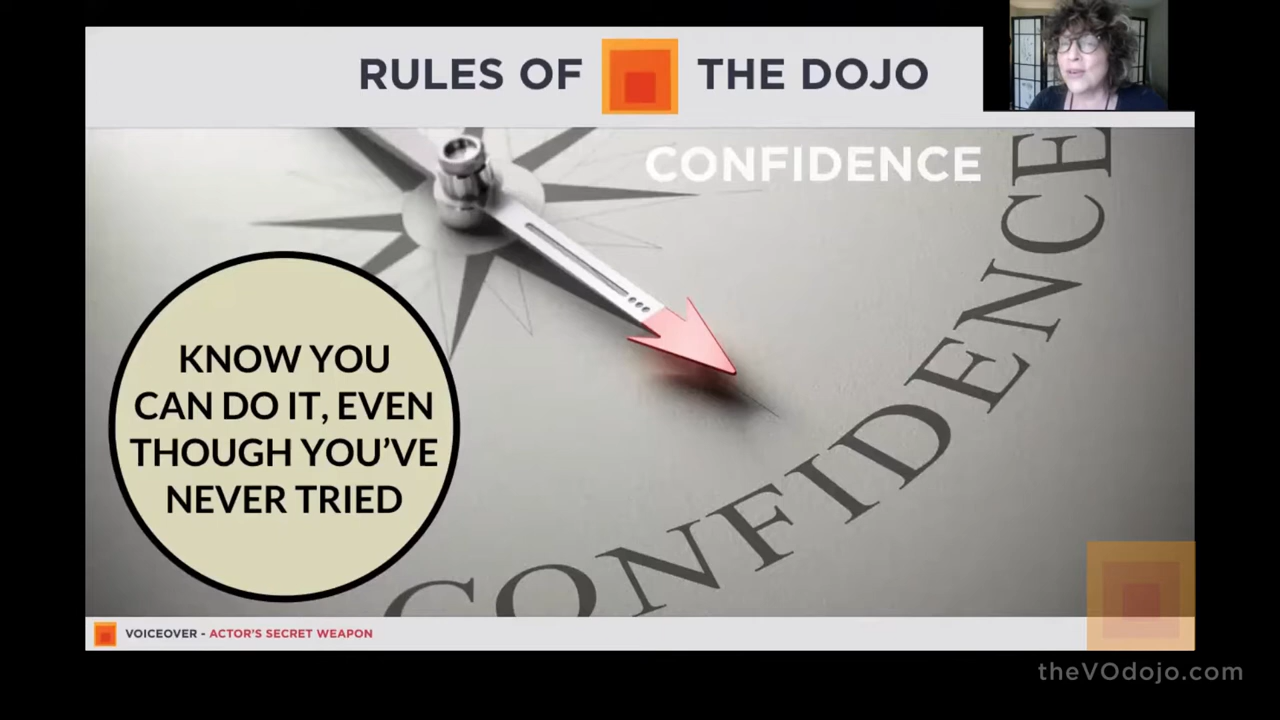 RULES OF THE DOJO
CONFIDENCE
CONFIDENCE
KNOW YOU
CAN DO IT, EVEN
THOUGH YOU'VE
NEVER TRIED
VOICEOVER - ACTOR'S SECRET WEAPON
theVOdojo.com